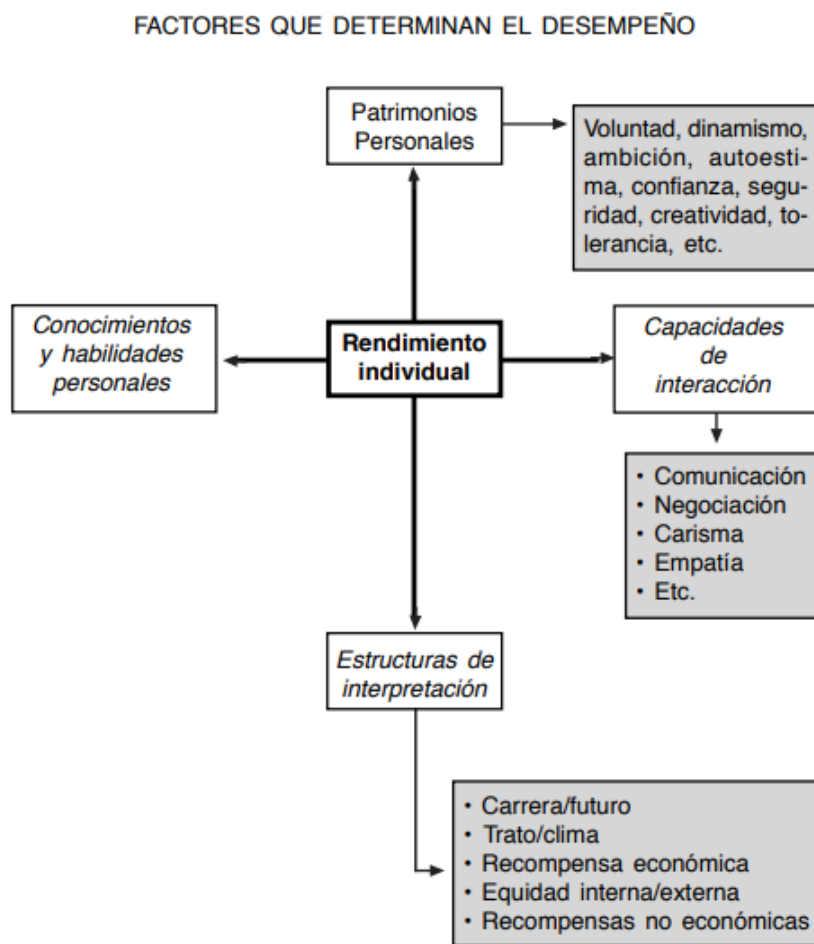 FACTORES QUE DETERMINAN EL DESEMPEÑO
Patrimonios
Personales
Voluntad, dinamismo,
ambición, autoesti-
ma, confianza, segu-
ridad, creatividad, to-
lerancia, etc.
Conocimientos
y habilidades
personales
Rendimiento
individual
Capacidades
de
interacción
• Comunicación
• Negociación
• Carisma
• Empatía
• Etc.
Estructuras de
interpretación
• Carrera/futuro
• Trato/clima
• Recompensa económica
• Equidad interna/externa
• Recompensas no económicas